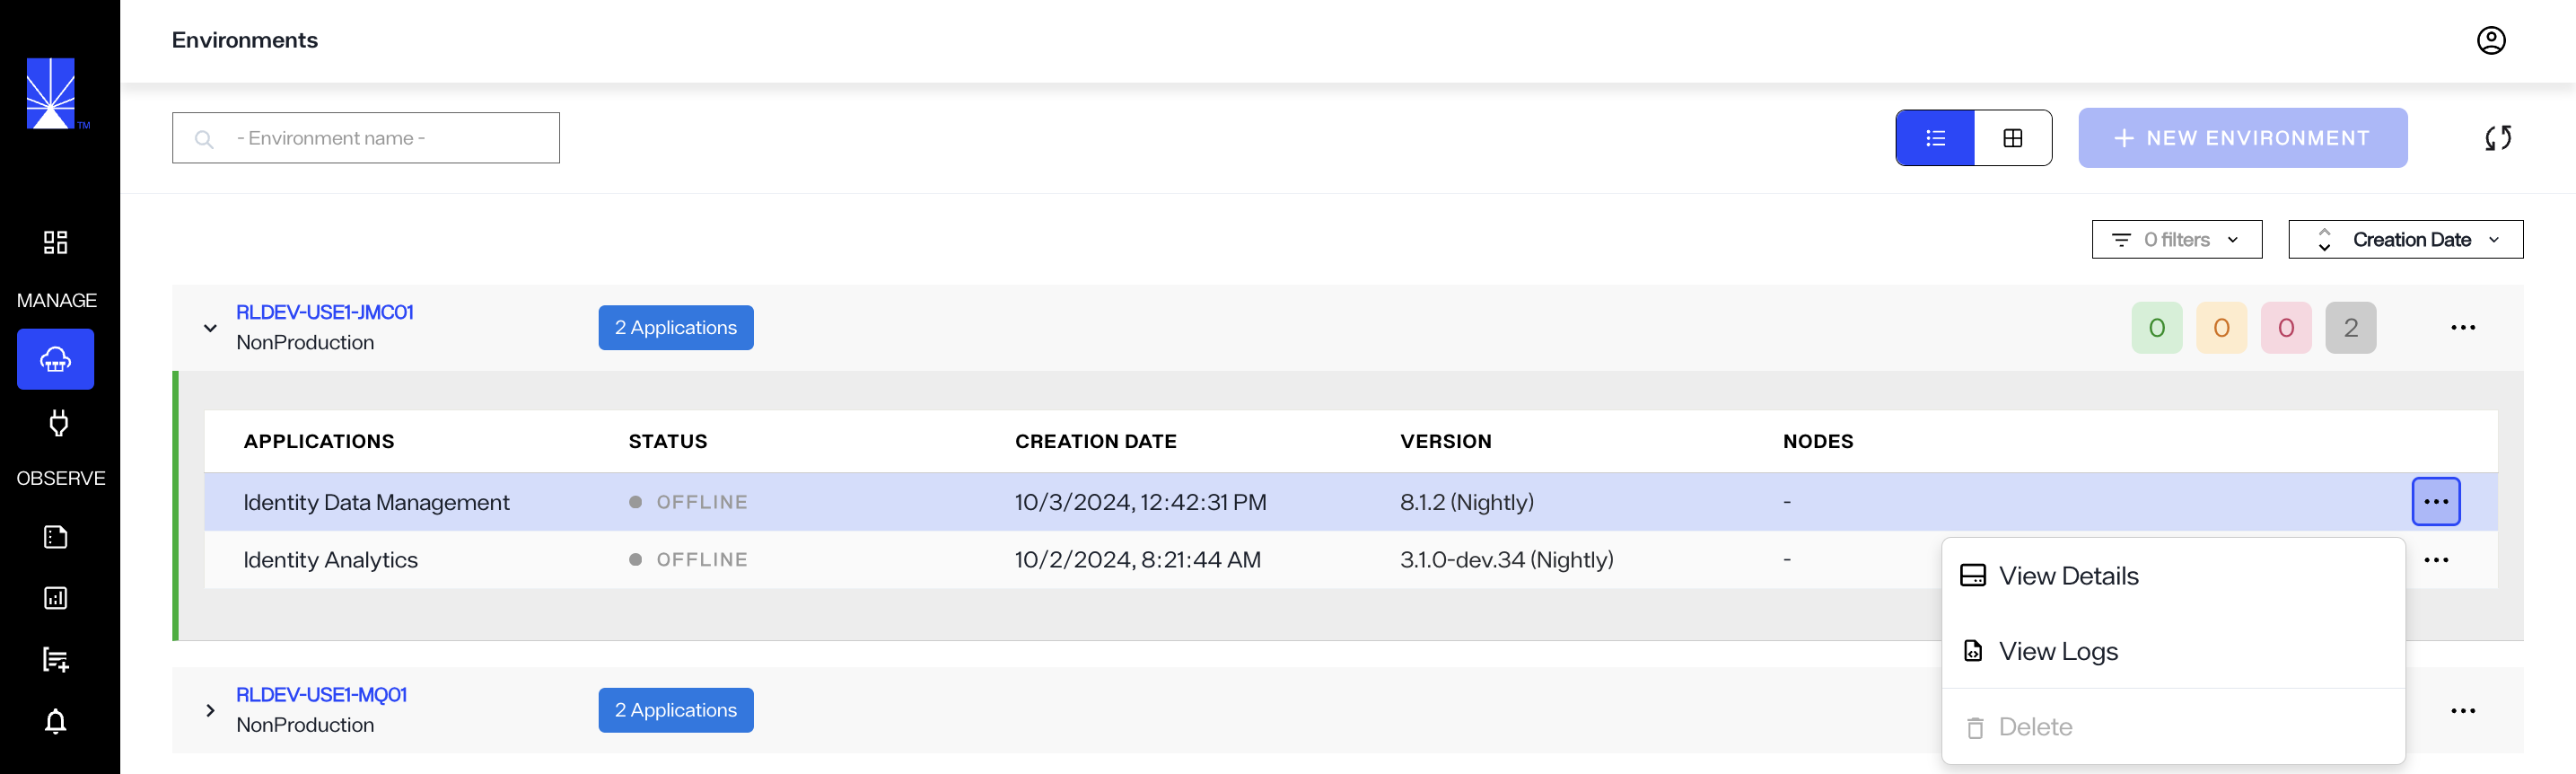 Environments
TM
- Environment name -
NEW ENVIRONMENT
0 filters
Creation Date
MANAGE
OBSERVE
RLDEV-USE1-JMC01
NonProduction
2 Applications
0 0 0 2
APPLICATIONS STATUS CREATION DATE VERSION NODES
Identity Data Management OFFLINE 10/3/2024, 12:42:31 PM 8.1.2 (Nightly) -
Identity Analytics OFFLINE 10/2/2024, 8:21:44 AM 3.1.0-dev.34 (Nightly) -
View Details
View Logs
Delete
RLDEV-USE1-MQ01
NonProduction
2 Applications